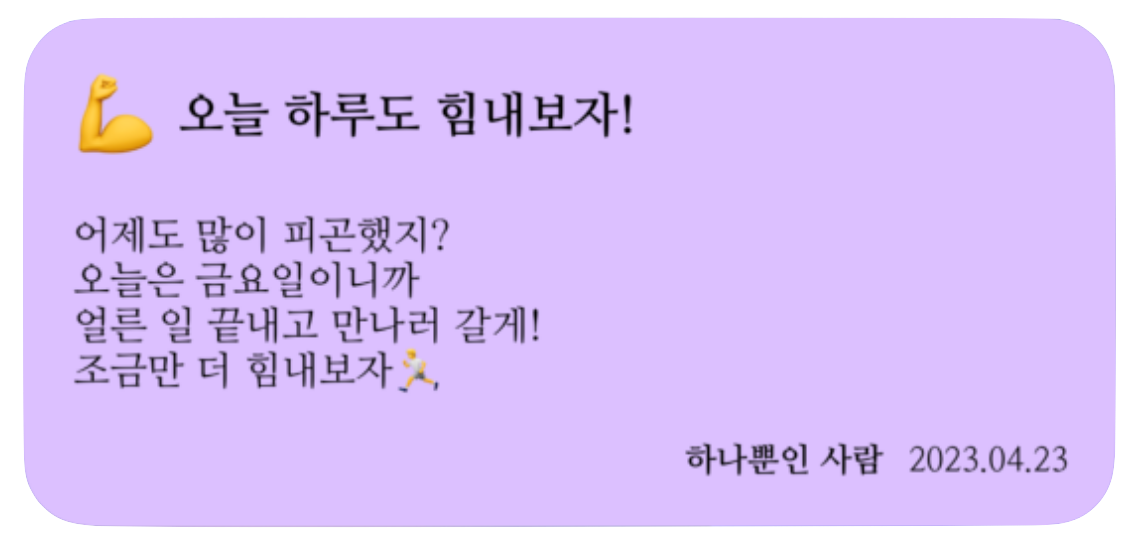 💪 오늘 하루도 힘내보자!
어제도 많이 피곤했지?
오늘은 금요일이니까
얼른 일 끝내고 만나러 갈게!
조금만 더 힘내보자🏃
하나뿐인 사람 2023.04.23